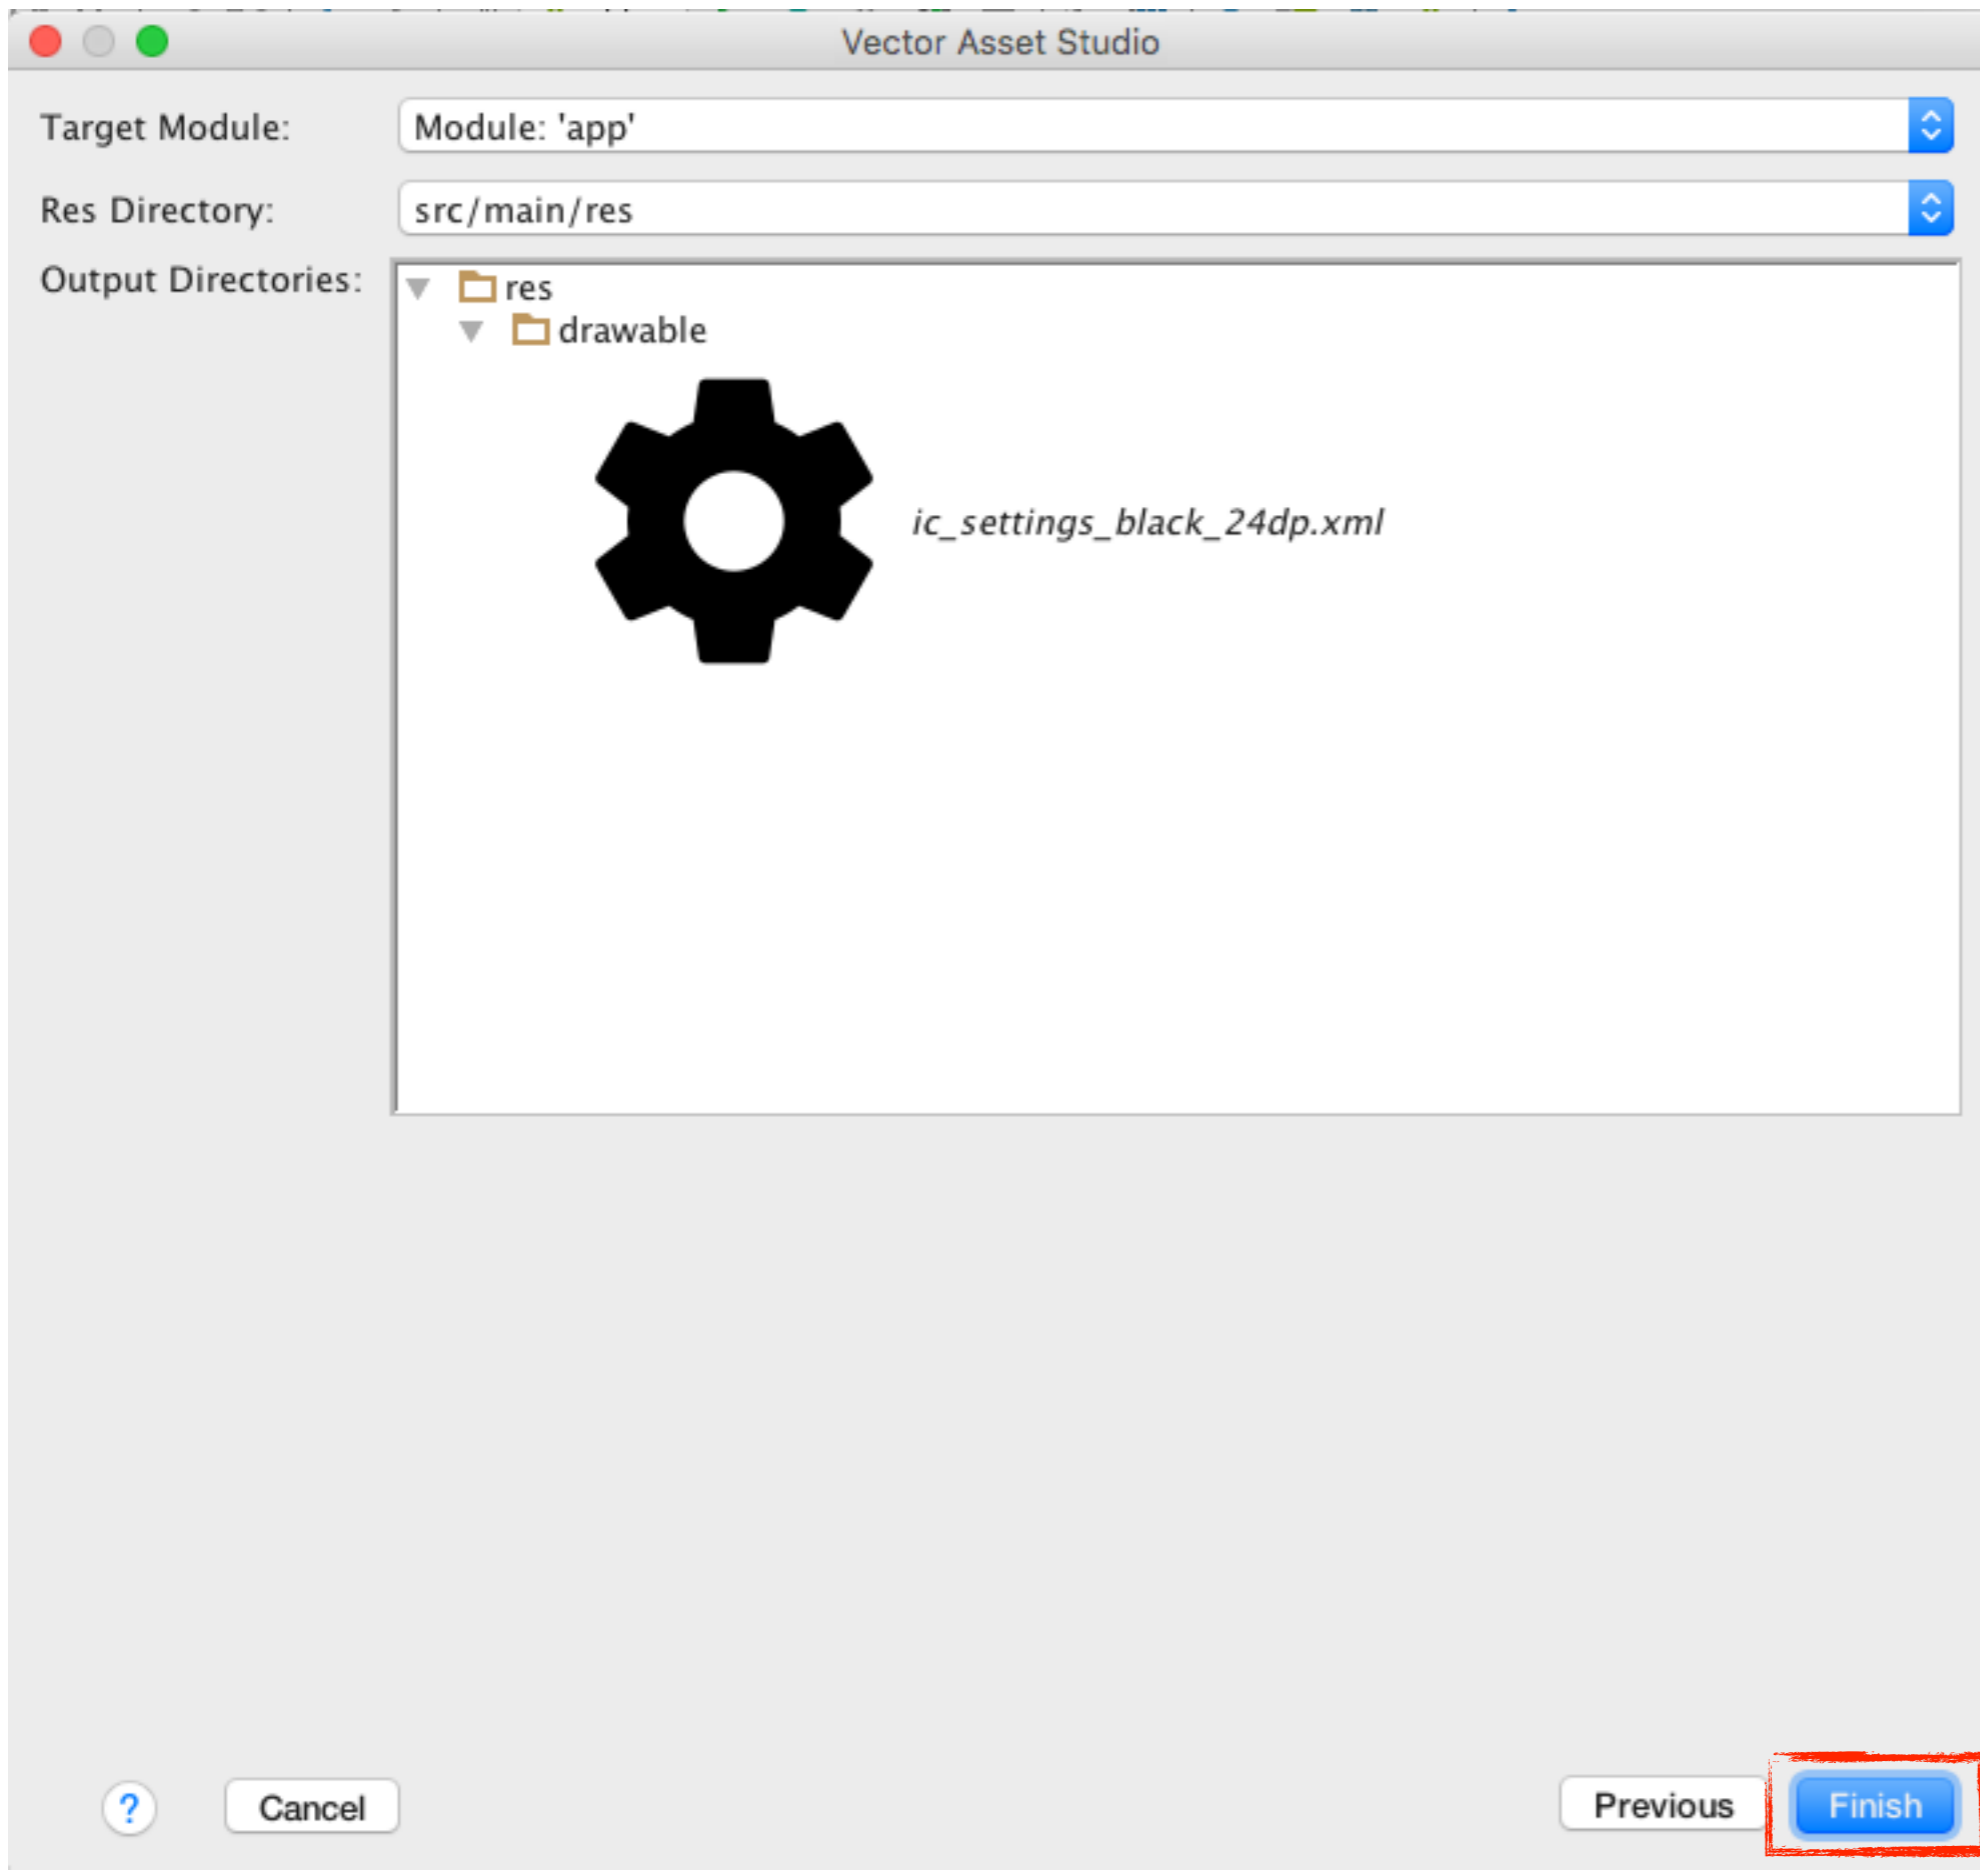 Vector Asset Studio
Target Module: Module: 'app'
Res Directory: src/main/res
Output Directories: res
drawable
ic_settings_black_24dp.xml
? Cancel Previous Finish